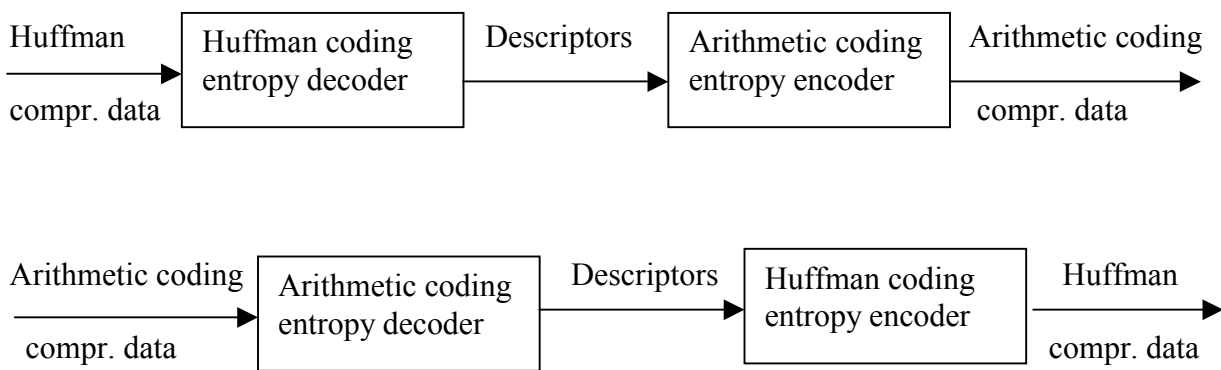 Huffman
compr. data
Huffman coding
entropy decoder
Descriptors
Arithmetic coding
entropy encoder
Arithmetic coding
compr. data
Arithmetic coding
compr. data
Arithmetic coding
entropy decoder
Descriptors
Huffman coding
entropy encoder
Huffman
compr. data